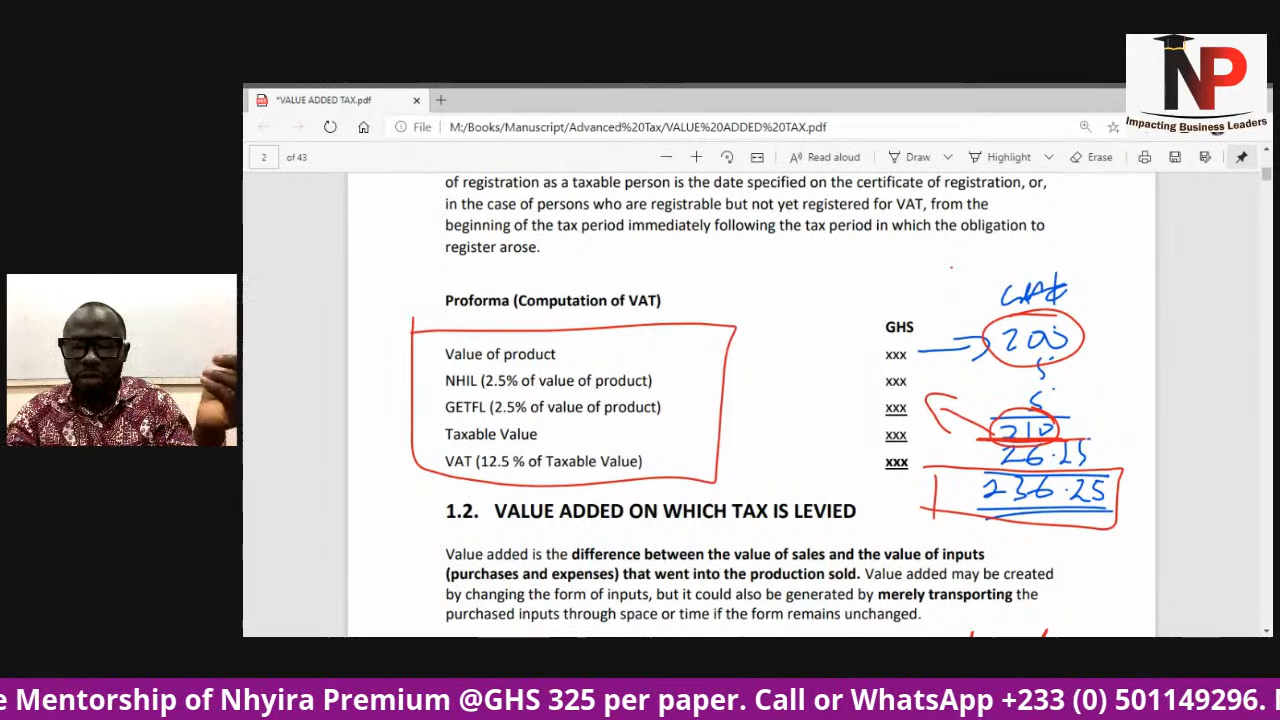 NP
Impacting Business Leaders
*VALUE ADDED TAX.pdf
File M:/Books/Manuscript/Advanced%20Tax/VALUE%20ADDED%20TAX.pdf
2 of 43 Read aloud Draw Highlight Erase
of registration as a taxable person is the date specified on the certificate of registration, or,
in the case of persons who are registrable but not yet registered for VAT, from the
beginning of the tax period immediately following the tax period in which the obligation to
register arose.
Proforma (Computation of VAT)
GHS
Value of product xxx 200
NHIL (2.5% of value of product) xxx 5
GETFL (2.5% of value of product) xxx 5
Taxable Value xxx 210
VAT (12.5 % of Taxable Value) xxx 26.25
236.25
1.2. VALUE ADDED ON WHICH TAX IS LEVIED
Value added is the difference between the value of sales and the value of inputs
(purchases and expenses) that went into the production sold. Value added may be created
by changing the form of inputs, but it could also be generated by merely transporting the
purchased inputs through space or time if the form remains unchanged.
e Mentorship of Nhyira Premium @GHS 325 per paper. Call or WhatsApp +233 (0) 501149296.